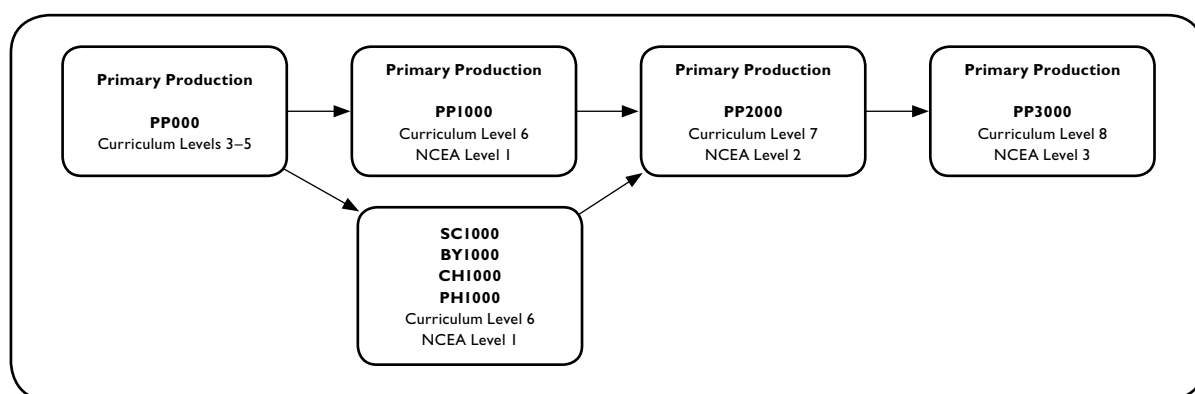 Primary Production
PP000
Curriculum Levels 3–5
Primary Production
PP1000
Curriculum Level 6
NCEA Level 1
Primary Production
PP2000
Curriculum Level 7
NCEA Level 2
Primary Production
PP3000
Curriculum Level 8
NCEA Level 3
SC1000
BY1000
CH1000
PH1000
Curriculum Level 6
NCEA Level 1